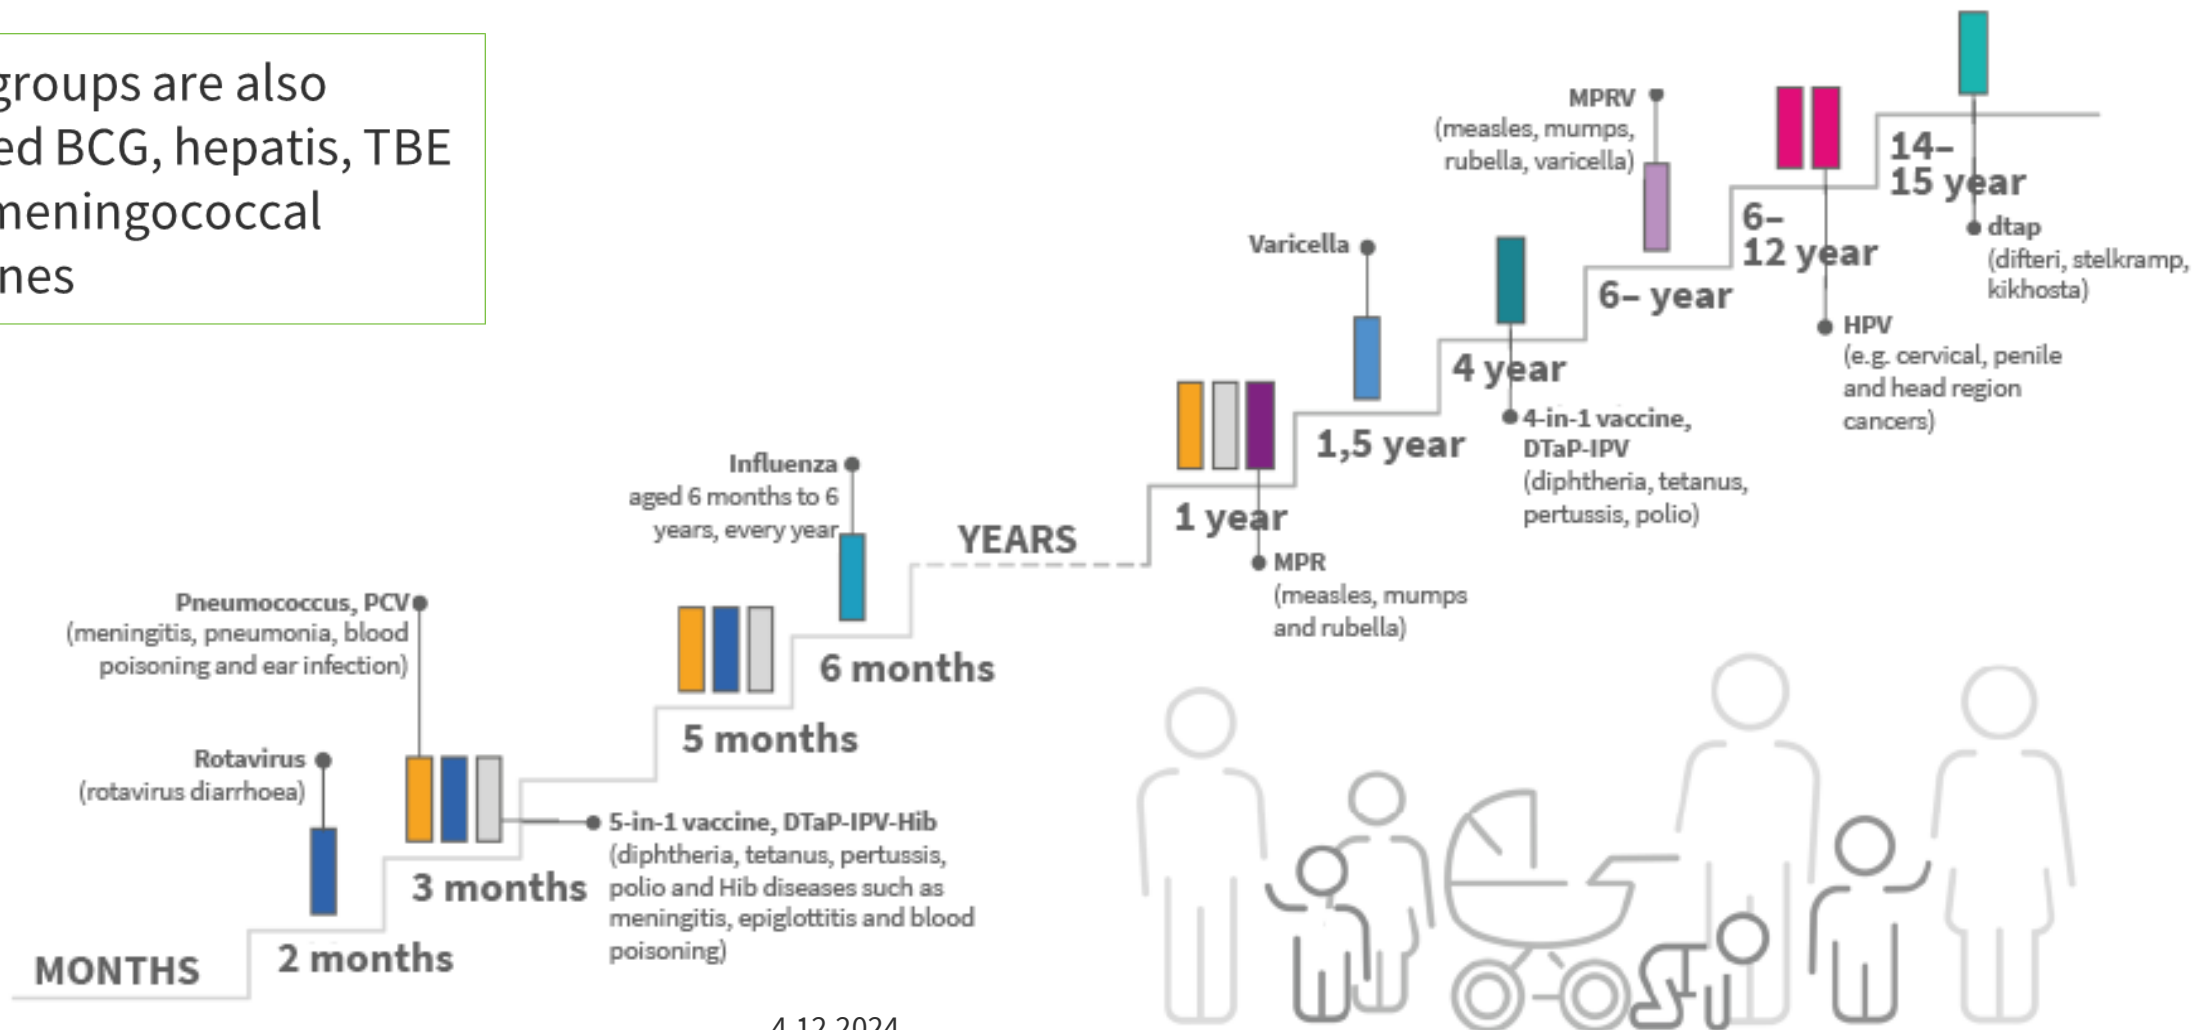 groups are also
ed BCG, hepatis, TBE
meningococcal
nes
MONTHS
2 months
Rotavirus
(rotavirus diarrhoea)
3 months
Pneumococcus, PCV
(meningitis, pneumonia, blood
poisoning and ear infection)
5-in-1 vaccine, DTaP-IPV-Hib
(diphtheria, tetanus, pertussis,
polio and Hib diseases such as
meningitis, epiglottitis and blood
poisoning)
5 months
6 months
Influenza
aged 6 months to 6
years, every year
YEARS
1 year
MPR
(measles, mumps
and rubella)
1,5 year
Varicella
4 year
4-in-1 vaccine,
DTaP-IPV
(diphtheria, tetanus,
pertussis, polio)
6– year
MPRV
(measles, mumps,
rubella, varicella)
6–
12 year
HPV
(e.g. cervical, penile
and head region
cancers)
14–
15 year
dtap
(difteri, stelkramp,
kikhosta)
4.12.2024